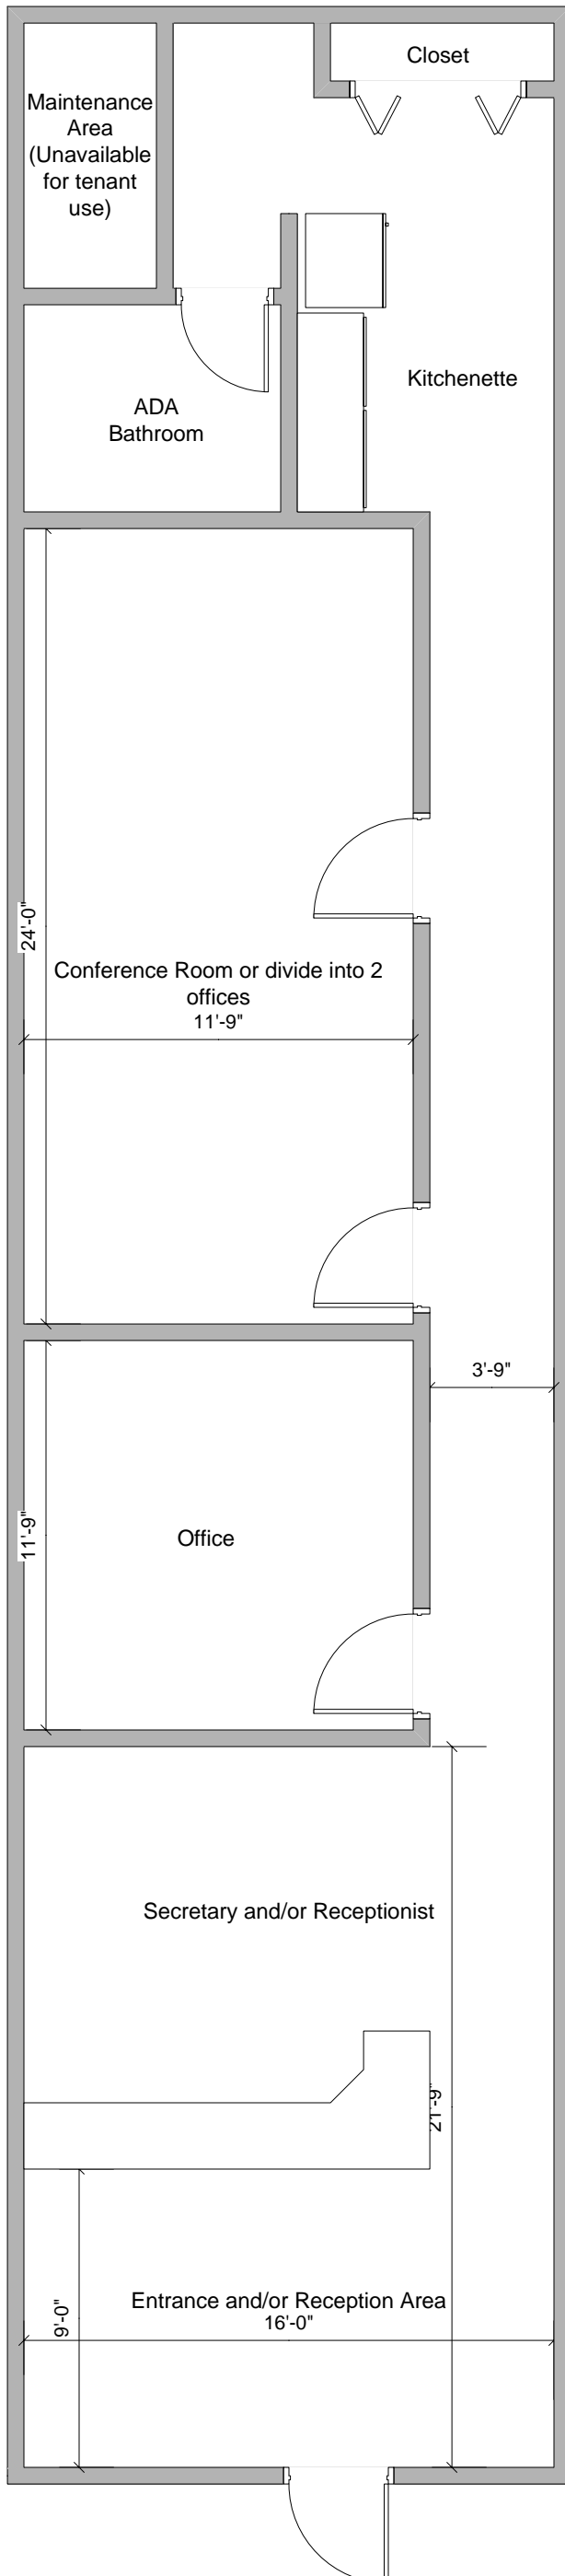 Closet
Maintenance
Area
(Unavailable
for tenant
use)
Kitchenette
ADA
Bathroom
24'-0"
Conference Room or divide into 2
offices
11'-9"
3'-9"
11'-9"
Office
Secretary and/or Receptionist
21'-9"
Entrance and/or Reception Area
9'-0"
16'-0"